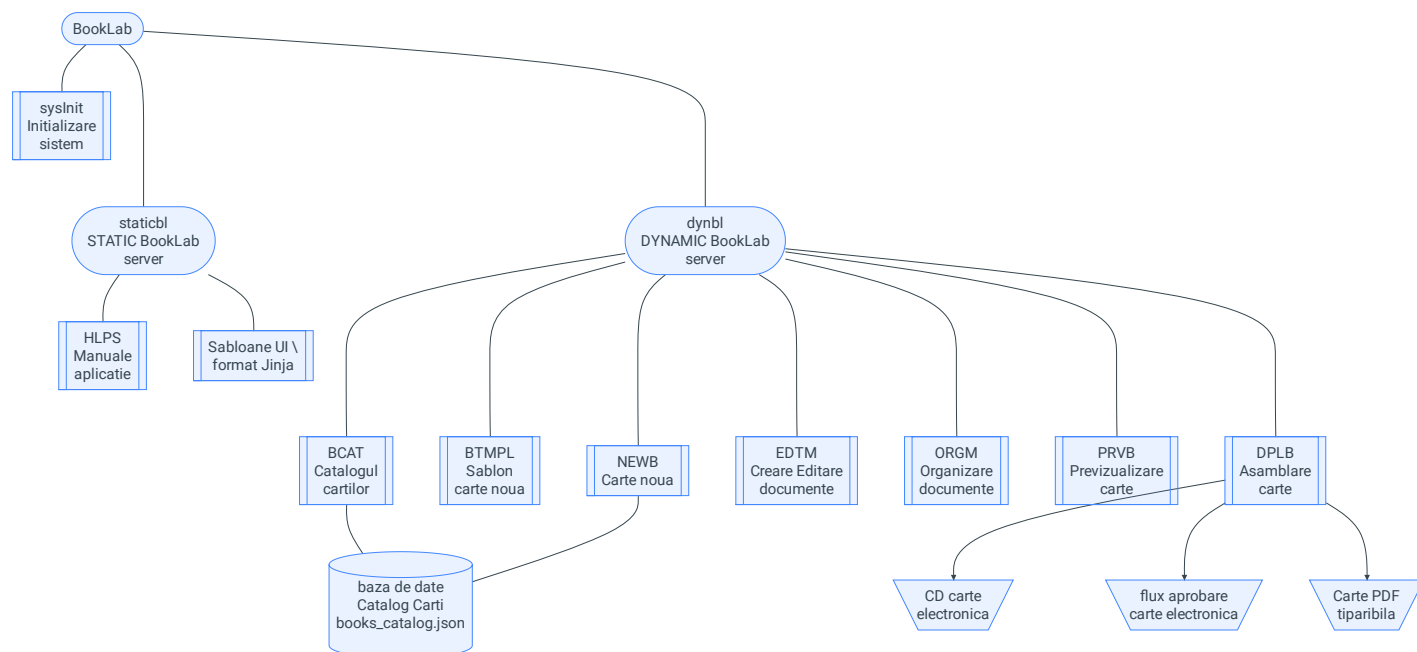 BookLab
sysInit
Initializare
sistem
staticbl
STATIC BookLab
server
dynbl
DYNAMIC BookLab
server
HLPS
Manuale
aplicatie
Sabloane UI \
format Jinja
BCAT
Catalogul
cartilor
BTMPL
Sablon
carte noua
NEWB
Carte noua
EDTM
Creare Editare
documente
ORGM
Organizare
documente
PRVB
Previzualizare
carte
DPLB
Asamblare
carte
baza de date
Catalog Carti
books_catalog.json
CD carte
electronica
flux aprobare
carte electronica
Carte PDF
tiparibila